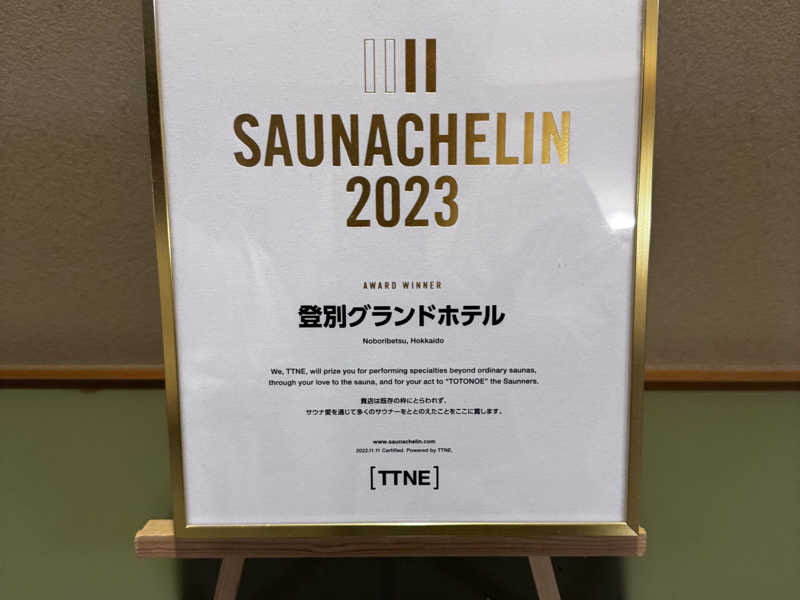 SAUNACHELIN
2023
AWARD WINNER
登別グランドホテル
Noboribetsu, Hokkaido
We, TTNE, will prize you for performing specialties beyond ordinary saunas,
through your love to the sauna, and for your act to "TOTONOE" the Saunners.
貴店は既存の枠にとらわれず、
サウナ愛を通じて多くのサウナーをととのえたことをここに賞します。
www.saunachelin.com
2022.11.11 Certified. Powered by TTNE.
[TTNE]